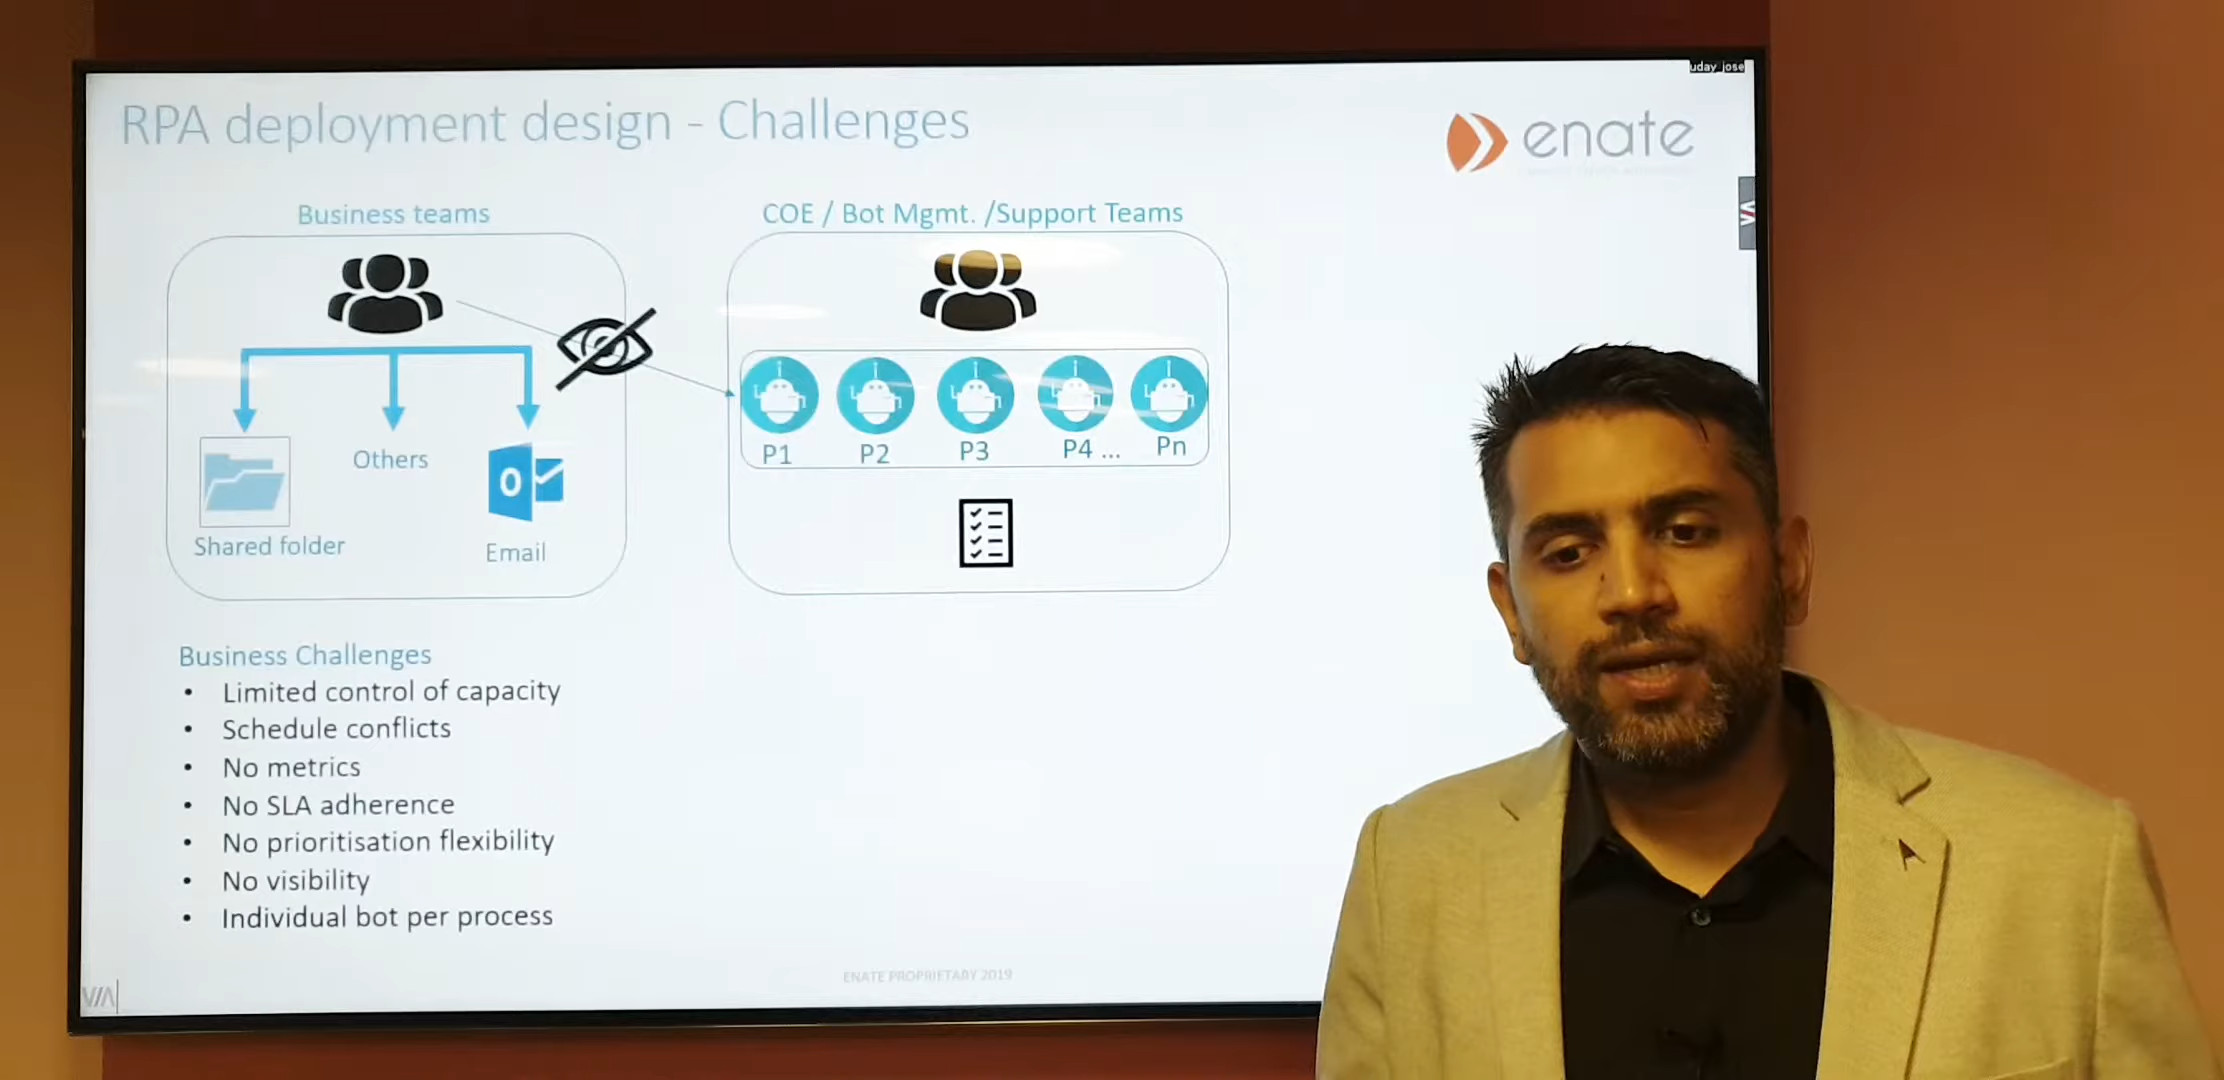 uday jose
RPA deployment design - Challenges
enate
Business teams
COE / Bot Mgmt. /Support Teams
P1
P2
P3
P4 ...
Pn
Others
Shared folder
Email
Business Challenges
• Limited control of capacity
• Schedule conflicts
• No metrics
• No SLA adherence
• No prioritisation flexibility
• No visibility
• Individual bot per process
ENATE PROPRIETARY 2019
VIA